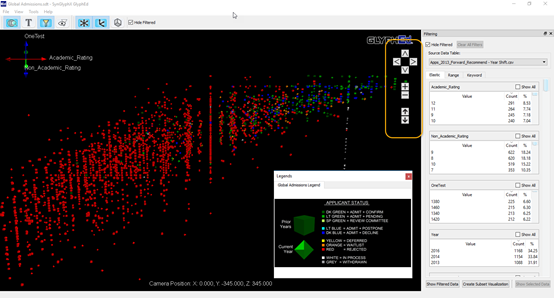 Global Admissions.pdf - SynGlyphX GlyphEd
File View Tools Help
T
Hide Filtered
OneTest
Academic_Rating
Non_Academic_Rating
GLYPHED
Legends
Global Admissions Legend
APPLICANT STATUS
Prior Years
DK GREEN = ADMIT + CONFIRM
LT GREEN = ADMIT + PENDING
SP GREEN = REVIEW COMMITTEE
LT BLUE = ADMIT + POSTPONE
DK BLUE = ADMIT + DECLINE
Current Year
YELLOW = DEFERRED
ORANGE = WAITLIST
RED = REJECTED
WHITE = IN PROCESS
GREY = WITHDRAWN
Camera Position: X: 0.000, Y: -345.000, Z: 345.000
Filtering
Hide Filtered Clear All Filters
Source Data Table:
Apps_2013_Forward_Recommend - Year Shift.csv
Elastic Range Keyword
Academic_Rating Show All
Value Count %
12 291 8.53
11 264 7.74
9 245 7.18
10 240 7.04
Non_Academic_Rating Show All
Value Count %
9 622 18.24
8 620 18.18
10 519 15.22
7 353 10.35
OneTest Show All
Value Count %
1380 225 6.60
1460 215 6.30
1340 213 6.25
1420 212 6.22
Year Show All
Value Count %
2016 1168 34.25
2014 1154 33.84
2015 1088 31.91
Show Filtered Data Create Subset Visualization Show Selected Data